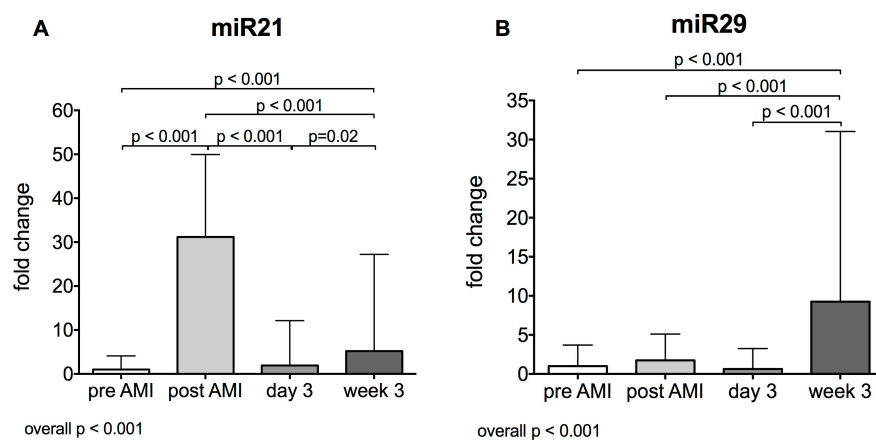 A
miR21
p < 0.001
p < 0.001
p < 0.001 p < 0.001 p=0.02
fold change
60
50
40
30
20
10
0
pre AMI post AMI day 3 week 3
overall p < 0.001
B
miR29
p < 0.001
p < 0.001
p < 0.001
fold change
35
30
25
20
15
10
5
0
pre AMI post AMI day 3 week 3
overall p < 0.001